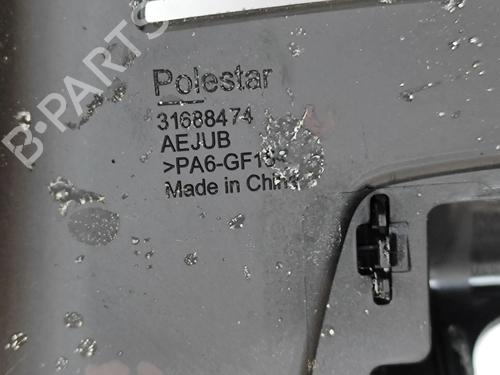 Polestar
31688474
AEJUB
>PA6-GF15<
Made in China
B-PARTS